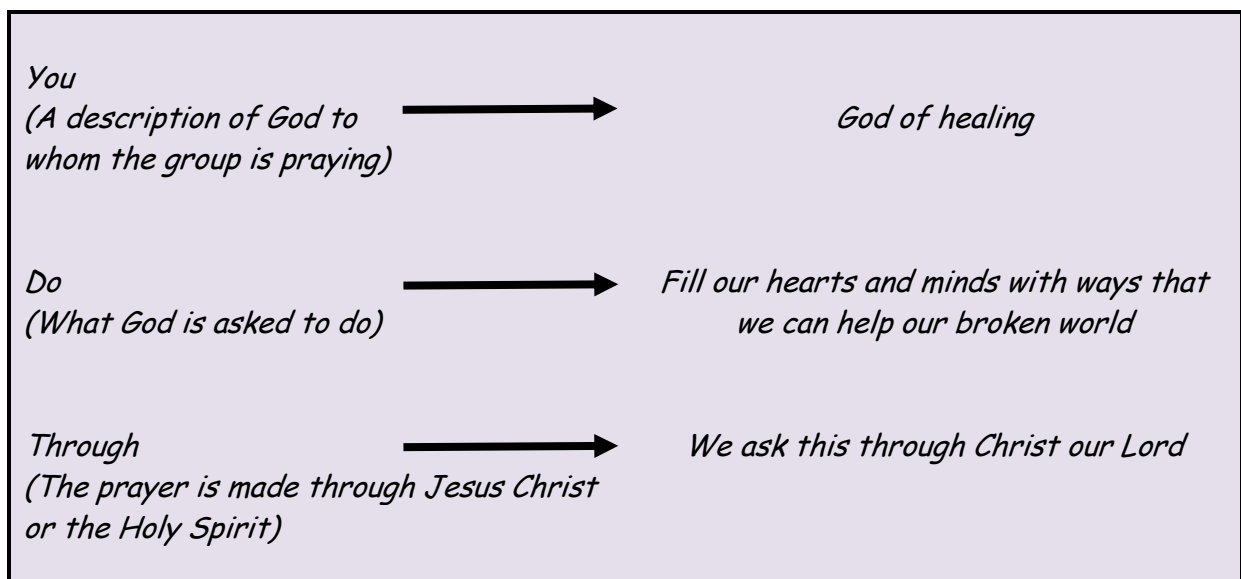 You
(A description of God to
whom the group is praying)
God of healing
Do
(What God is asked to do)
Fill our hearts and minds with ways that
we can help our broken world
Through
(The prayer is made through Jesus Christ
or the Holy Spirit)
We ask this through Christ our Lord